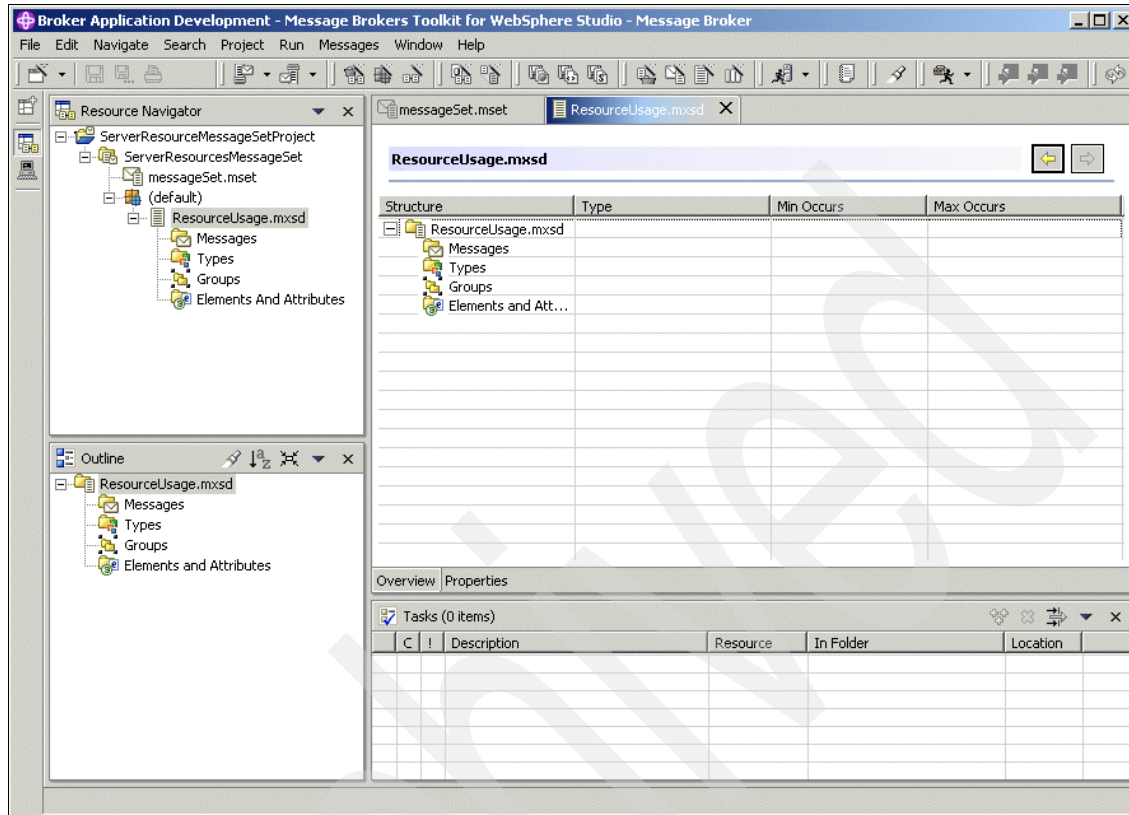 Broker Application Development - Message Brokers Toolkit for WebSphere Studio - Message Broker
File Edit Navigate Search Project Run Messages Window Help
Resource Navigator
ServerResourceMessageSetProject
ServerResourcesMessageSet
messageSet.mset
(default)
ResourceUsage.mxsd
Messages
Types
Groups
Elements And Attributes
messageSet.mset ResourceUsage.mxsd
ResourceUsage.mxsd
Structure Type Min Occurs Max Occurs
ResourceUsage.mxsd
Messages
Types
Groups
Elements and Att...
Overview Properties
Outline
ResourceUsage.mxsd
Messages
Types
Groups
Elements and Attributes
Tasks (0 items)
C ! Description Resource In Folder Location